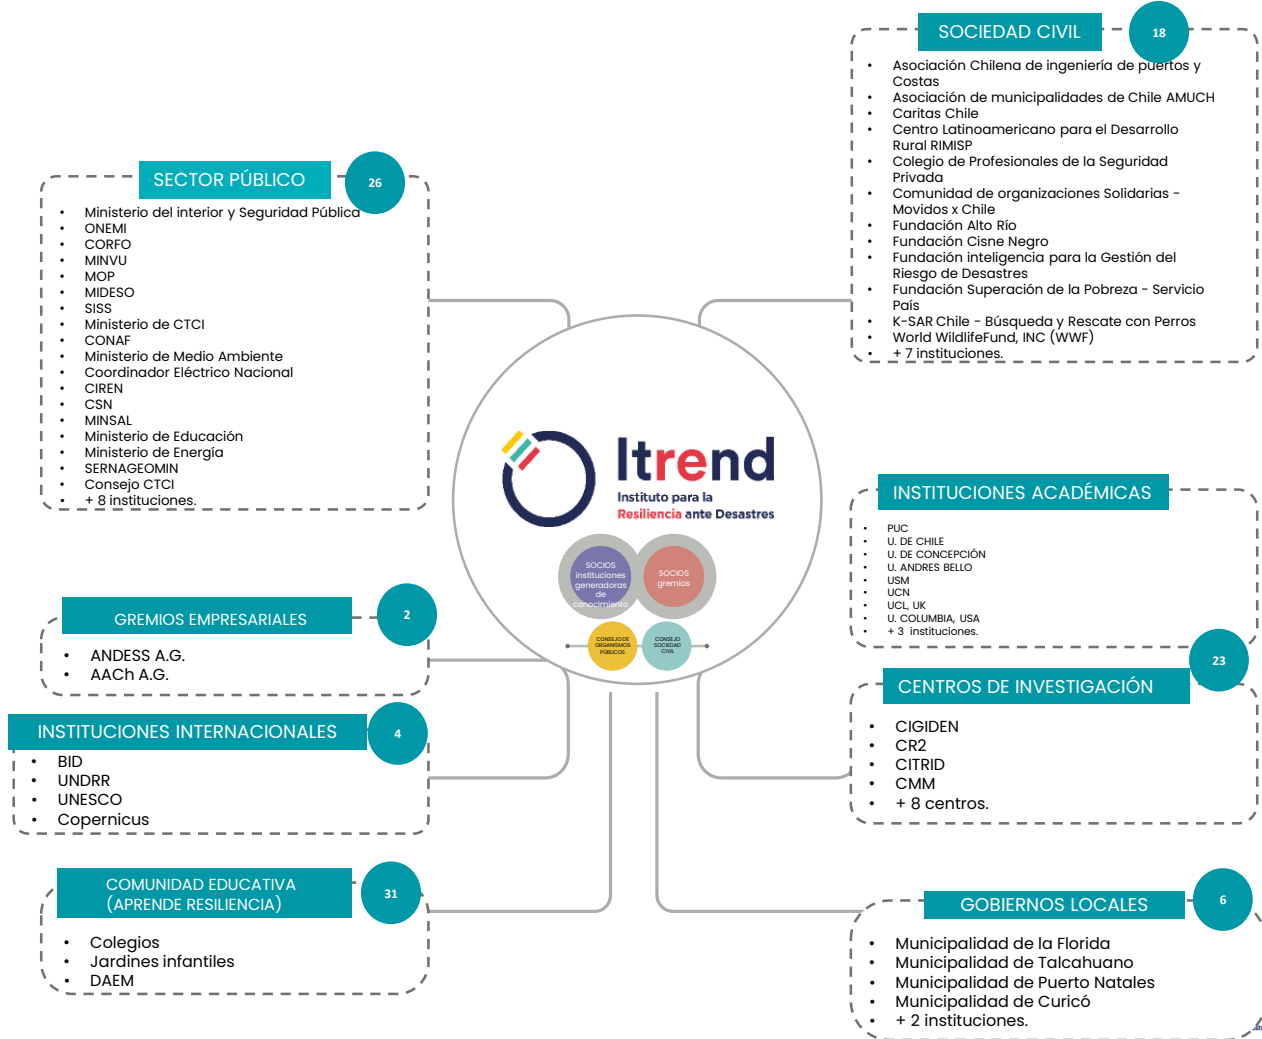 SOCIEDAD CIVIL
18
• Asociación Chilena de ingeniería de puertos y
Costas
• Asociación de municipalidades de Chile AMUCH
• Caritas Chile
• Centro Latinoamericano para el Desarrollo
Rural RIMISP
• Colegio de Profesionales de la Seguridad
Privada
• Comunidad de organizaciones Solidarias -
Movidos x Chile
• Fundación Alto Río
• Fundación Cisne Negro
• Fundación inteligencia para la Gestión del
Riesgo de Desastres
• Fundación Superación de la Pobreza - Servicio
País
• K-SAR Chile - Búsqueda y Rescate con Perros
• World WildlifeFund, INC (WWF)
• + 7 instituciones.
SECTOR PÚBLICO
26
• Ministerio del interior y Seguridad Pública
• ONEMI
• CORFO
• MINVU
• MOP
• MIDESO
• SISS
• Ministerio de CTCI
• CONAF
• Ministerio de Medio Ambiente
• Coordinador Eléctrico Nacional
• CIREN
• CSN
• MINSAL
• Ministerio de Educación
• Ministerio de Energía
• SERNAGEOMIN
• Consejo CTCI
• + 8 instituciones.
Itrend
Instituto para la
Resiliencia ante Desastres
SOCIOS
instituciones
generadoras
de
conocimiento
SOCIOS
gremios
CONSEJO DE
ORGANISMOS
PÚBLICOS
CONSEJO
SOCIEDAD
CIVIL
INSTITUCIONES ACADÉMICAS
• PUC
• U. DE CHILE
• U. DE CONCEPCIÓN
• U. ANDRES BELLO
• USM
• UCN
• UCL, UK
• U. COLUMBIA, USA
• + 3 instituciones.
23
GREMIOS EMPRESARIALES
2
• ANDESS A.G.
• AACh A.G.
CENTROS DE INVESTIGACIÓN
• CIGIDEN
• CR2
• CITRID
• CMM
• + 8 centros.
INSTITUCIONES INTERNACIONALES
4
• BID
• UNDRR
• UNESCO
• Copernicus
COMUNIDAD EDUCATIVA
(APRENDE RESILIENCIA)
31
• Colegios
• Jardines infantiles
• DAEM
GOBIERNOS LOCALES
6
• Municipalidad de la Florida
• Municipalidad de Talcahuano
• Municipalidad de Puerto Natales
• Municipalidad de Curicó
• + 2 instituciones.